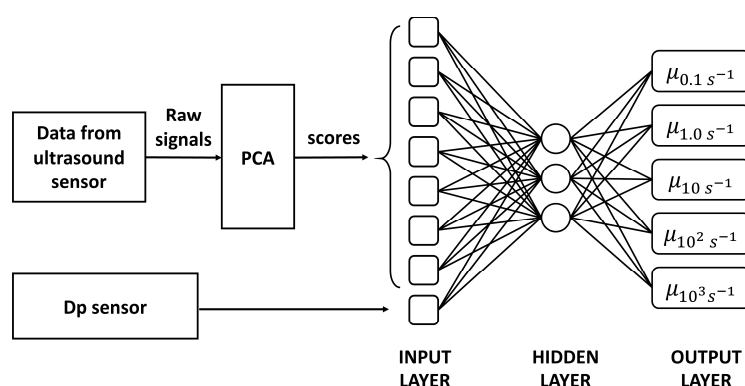 Data from
ultrasound
sensor
Raw
signals
PCA
scores
Dp sensor
μ0.1 s⁻¹
μ1.0 s⁻¹
μ10 s⁻¹
μ10² s⁻¹
μ10³ s⁻¹
INPUT
LAYER
HIDDEN
LAYER
OUTPUT
LAYER